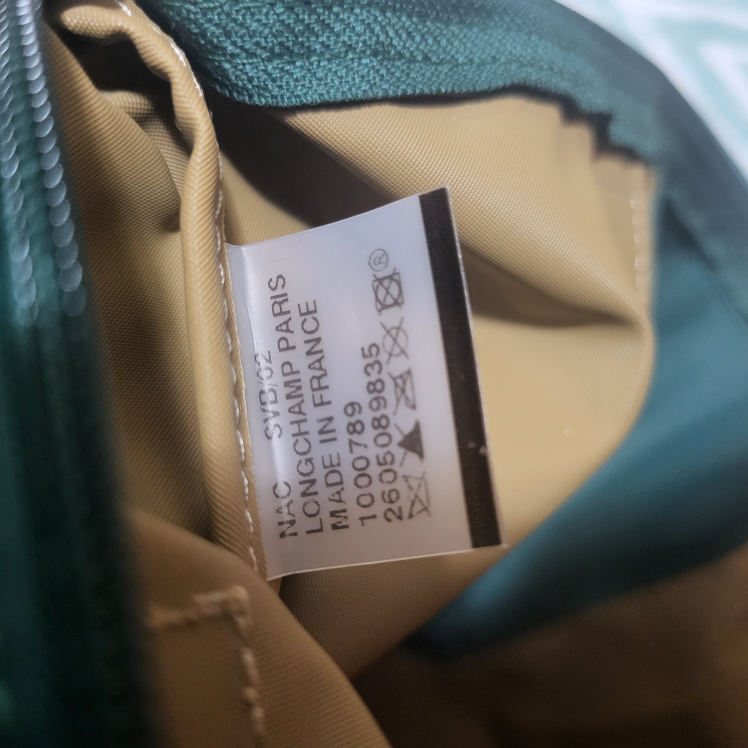 NAC SVB/02
LONGCHAMP PARIS
MADE IN FRANCE
1000789
2605089835
®